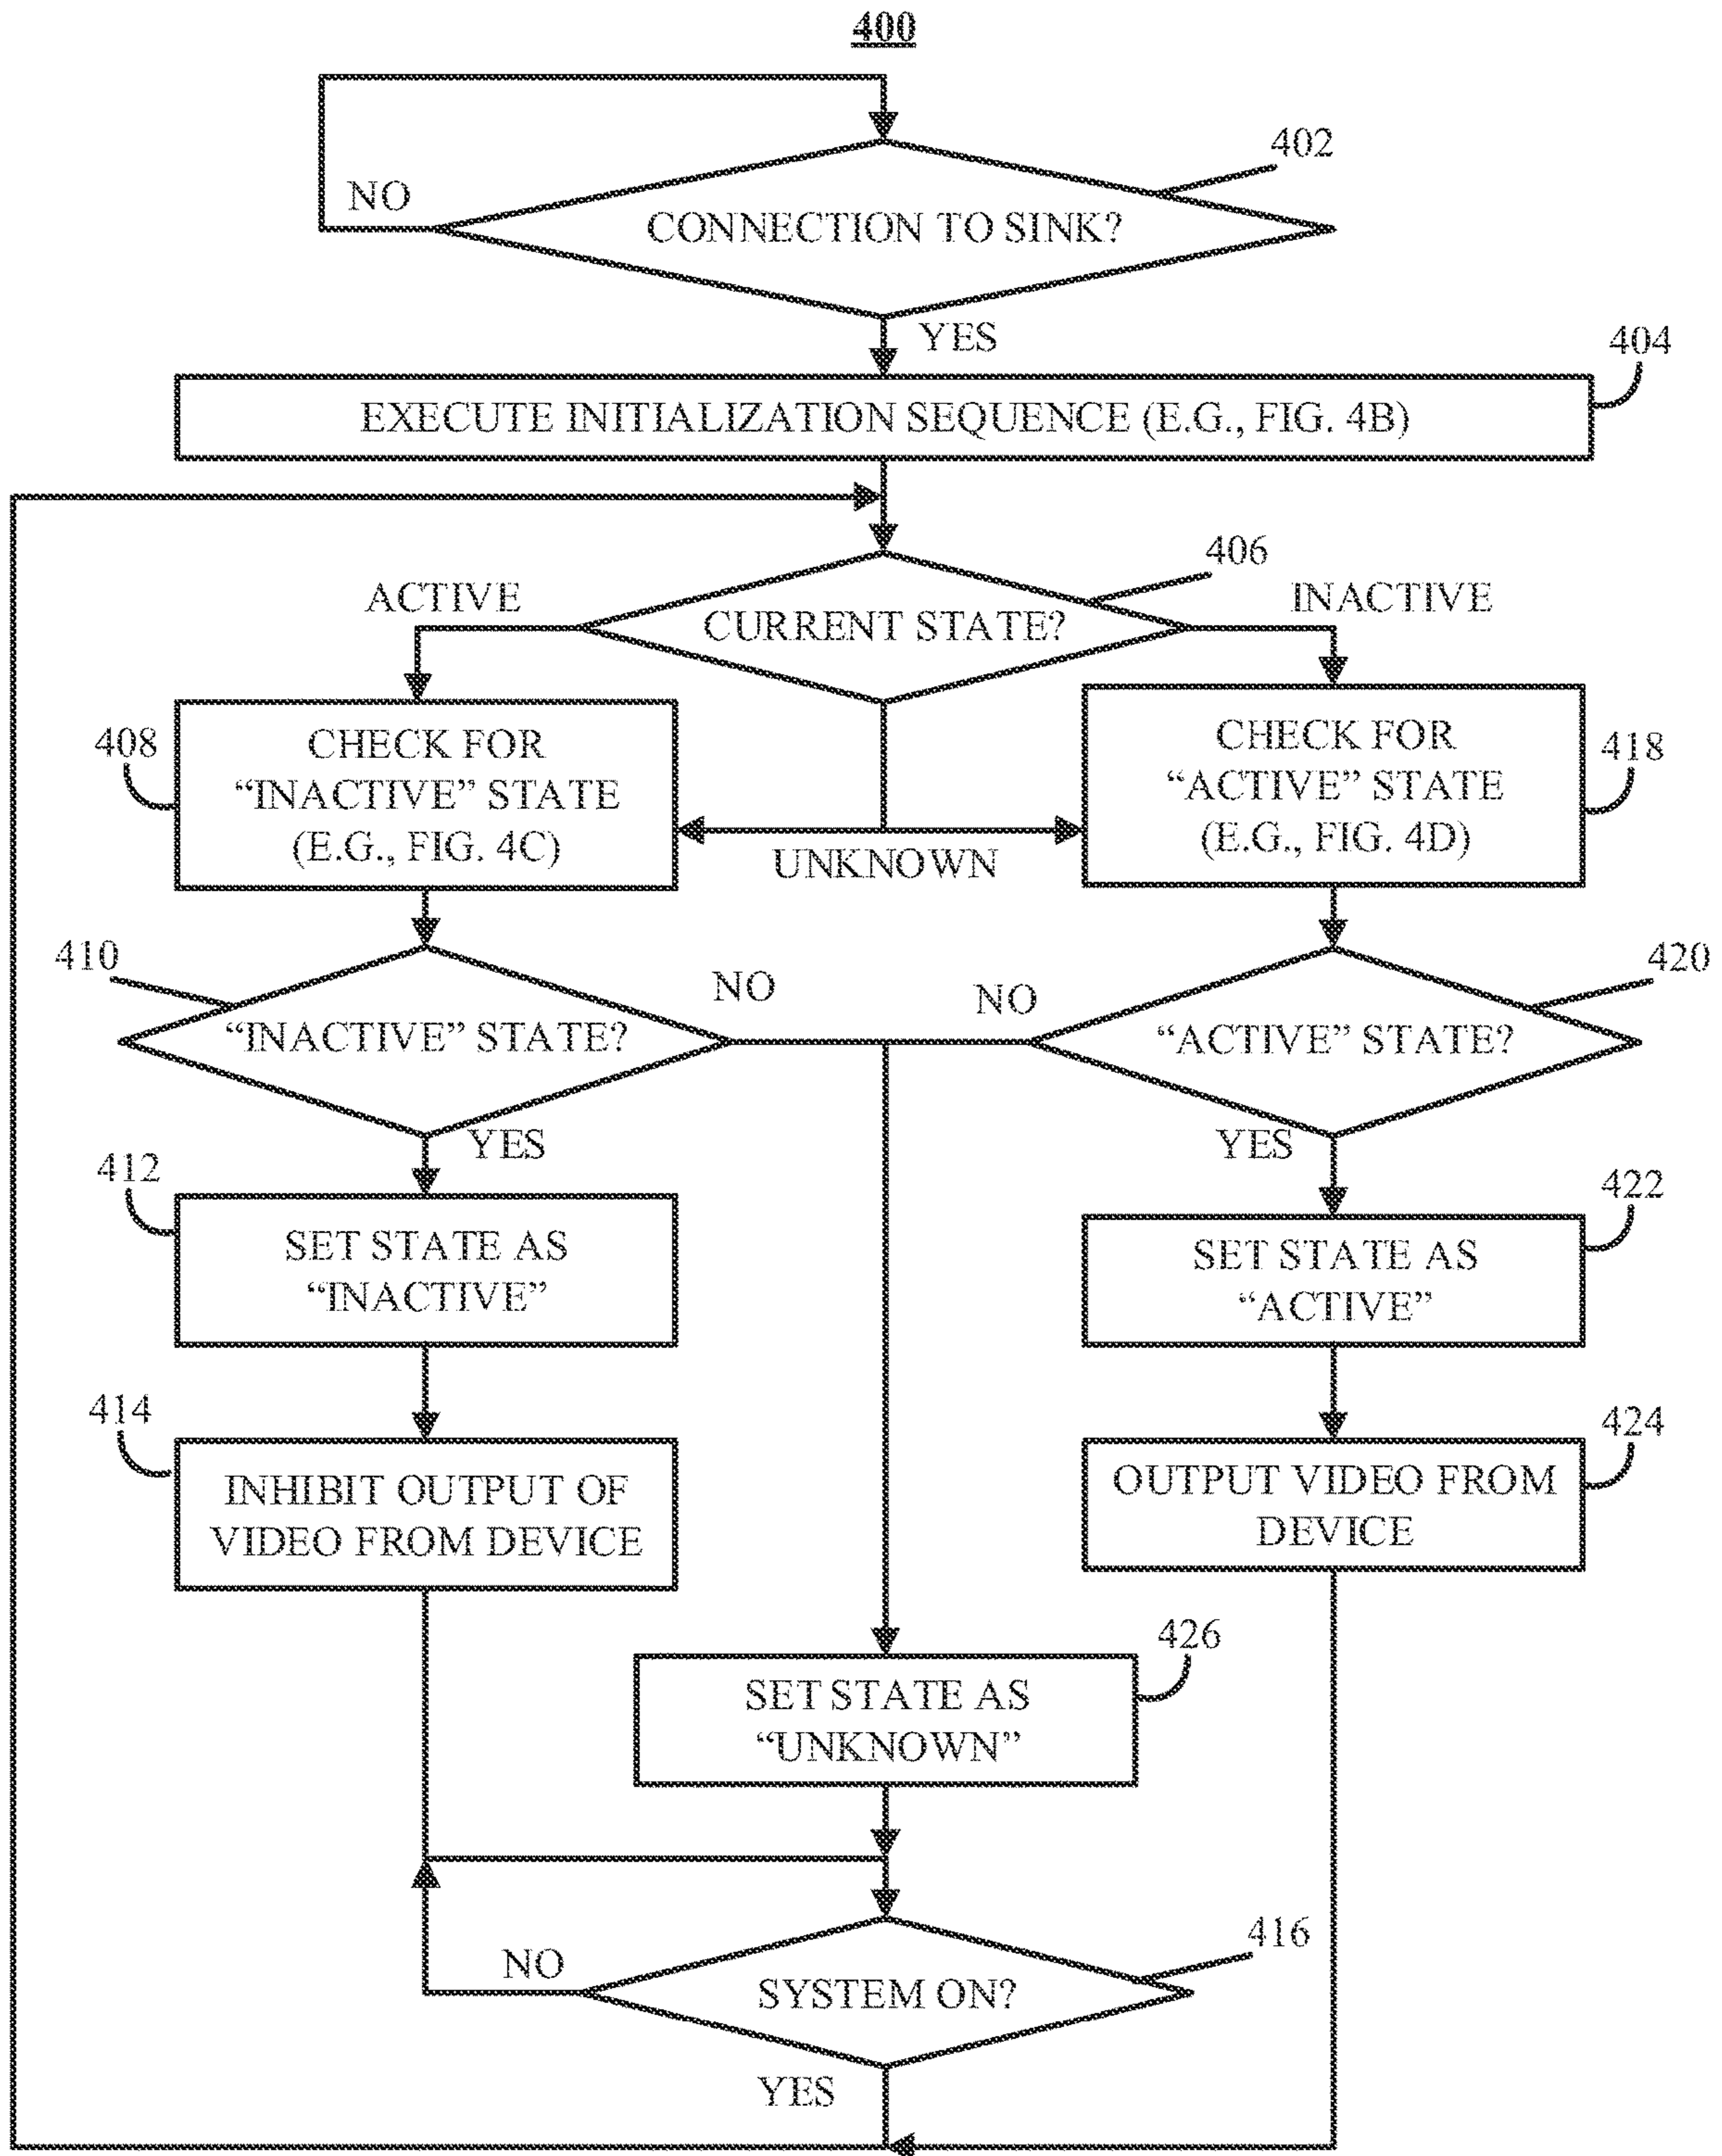 400
402
NO
CONNECTION TO SINK?
YES
404
EXECUTE INITIALIZATION SEQUENCE (E.G., FIG. 4B)
406
ACTIVE
INACTIVE
CURRENT STATE?
408
CHECK FOR
“INACTIVE” STATE
(E.G., FIG. 4C)
UNKNOWN
CHECK FOR
“ACTIVE” STATE
(E.G., FIG. 4D)
418
410
NO
NO
420
“INACTIVE” STATE?
“ACTIVE” STATE?
YES
YES
412
SET STATE AS
“INACTIVE”
422
SET STATE AS
“ACTIVE”
414
INHIBIT OUTPUT OF
VIDEO FROM DEVICE
424
OUTPUT VIDEO FROM
DEVICE
426
SET STATE AS
“UNKNOWN”
416
NO
SYSTEM ON?
YES